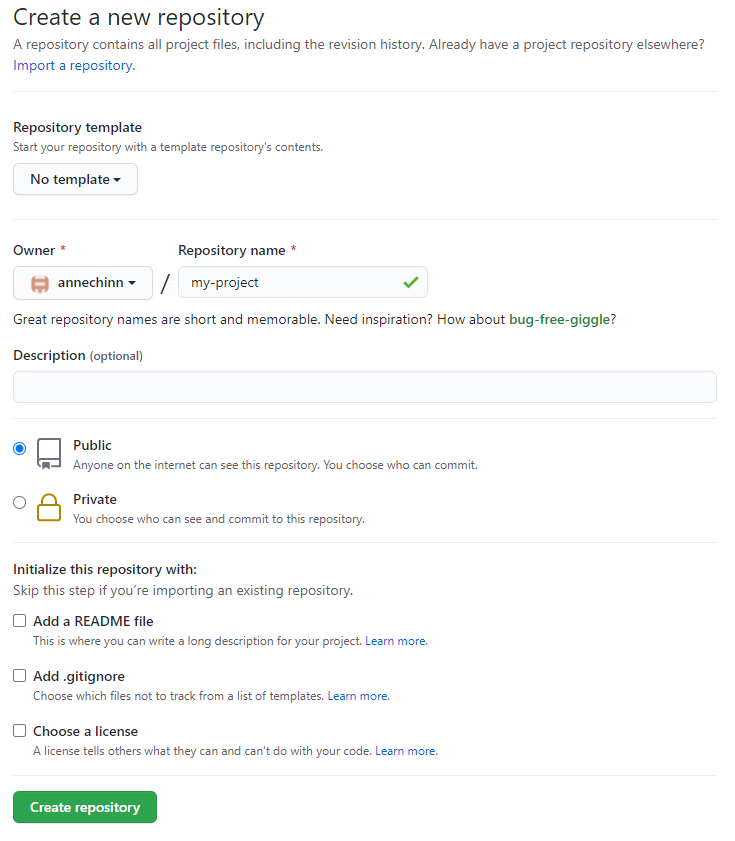 Create a new repository
A repository contains all project files, including the revision history. Already have a project repository elsewhere?
Import a repository.
Repository template
Start your repository with a template repository's contents.
No template
Owner * Repository name *
annechinn / my-project
Great repository names are short and memorable. Need inspiration? How about bug-free-giggle?
Description (optional)
Public
Anyone on the internet can see this repository. You choose who can commit.
Private
You choose who can see and commit to this repository.
Initialize this repository with:
Skip this step if you’re importing an existing repository.
Add a README file
This is where you can write a long description for your project. Learn more.
Add .gitignore
Choose which files not to track from a list of templates. Learn more.
Choose a license
A license tells others what they can and can't do with your code. Learn more.
Create repository